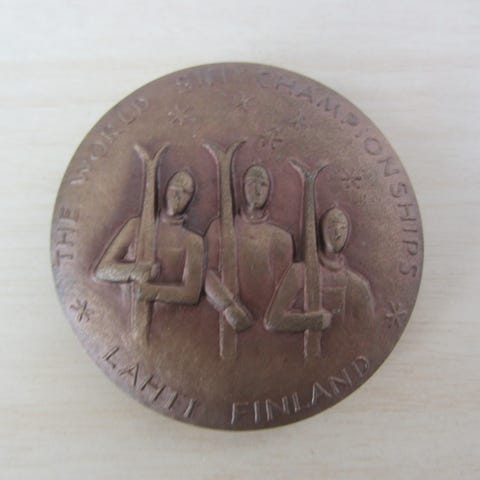 THE WORLD SKI CHAMPIONSHIPS
LAHTI FINLAND